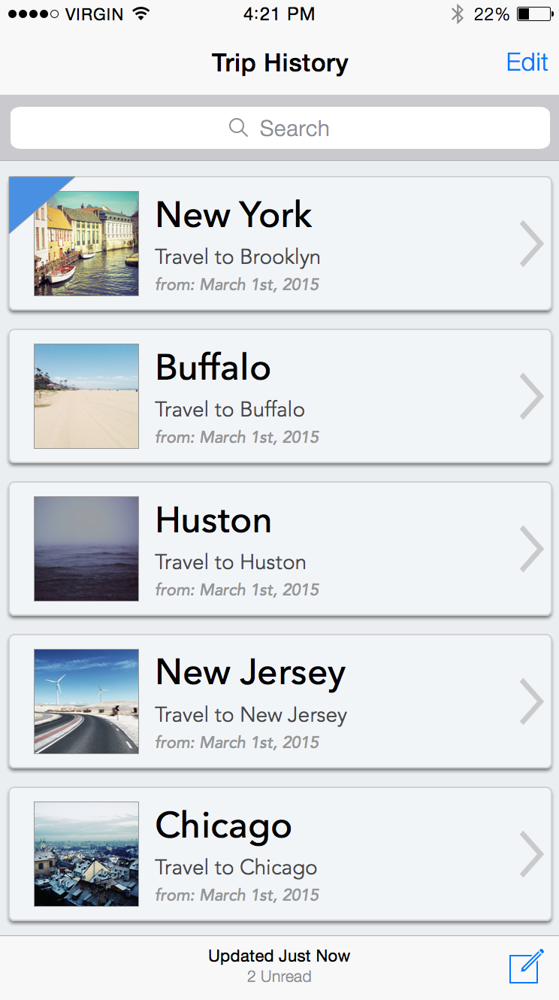 VIRGIN 4:21 PM 22%
Trip History Edit
Search
New York
Travel to Brooklyn
from: March 1st, 2015
Buffalo
Travel to Buffalo
from: March 1st, 2015
Huston
Travel to Huston
from: March 1st, 2015
New Jersey
Travel to New Jersey
from: March 1st, 2015
Chicago
Travel to Chicago
from: March 1st, 2015
Updated Just Now
2 Unread